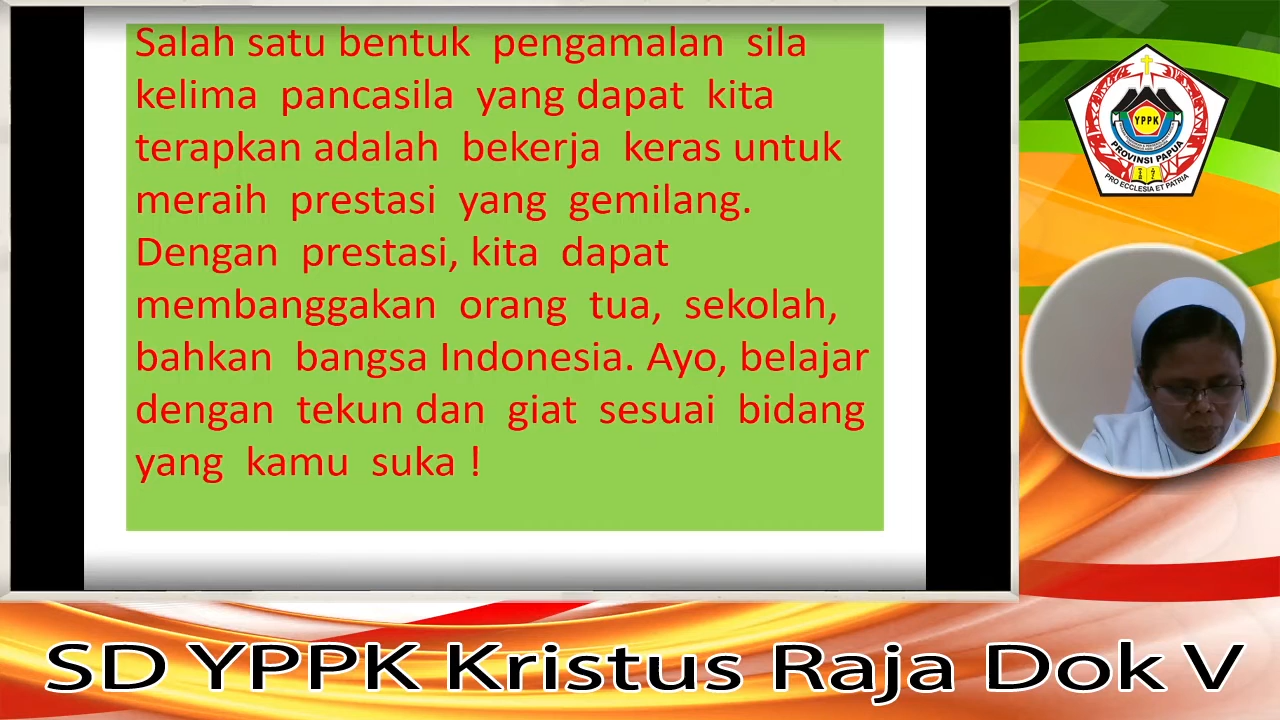 Salah satu bentuk pengamalan sila
kelima pancasila yang dapat kita
terapkan adalah bekerja keras untuk
meraih prestasi yang gemilang.
Dengan prestasi, kita dapat
membanggakan orang tua, sekolah,
bahkan bangsa Indonesia. Ayo, belajar
dengan tekun dan giat sesuai bidang
yang kamu suka !
YPPK
PROVINSI PAPUA
PRO ECCLESIA ET PATRIA
SD YPPK Kristus Raja Dok V